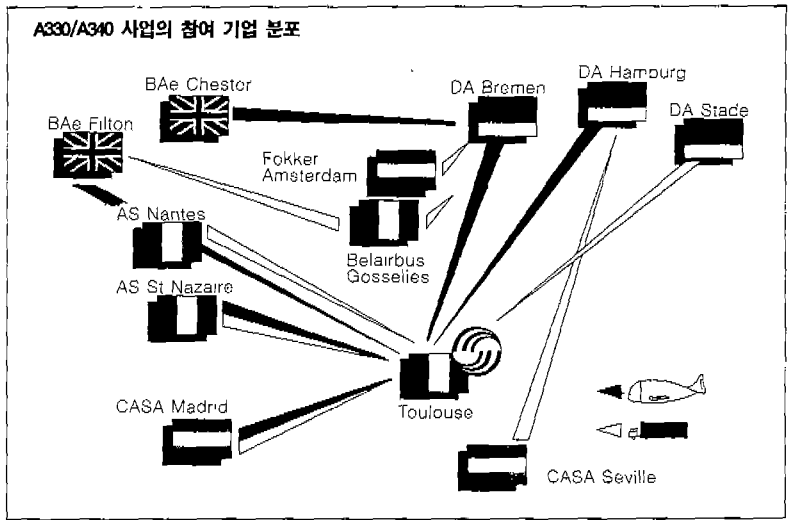 A330/A340 사업의 참여 기업 분포
BAe Chester
DA Bremen
DA Hamburg
DA Stade
BAe Filton
Fokker
Amsterdam
AS Nantes
Belairbus
Gosselies
AS St Nazaire
CASA Madrid
Toulouse
CASA Seville